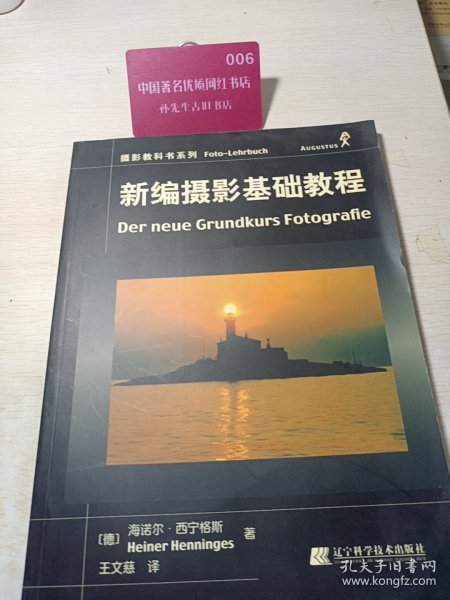 006
中国著名优质网红书店
孙先生古旧书店
摄影教科书系列 Foto-Lehrbuch
AUGUSTUS
新编摄影基础教程
Der neue Grundkurs Fotografie
[德] 海诺尔·西宁格斯 著
Heiner Henninges
王文慈 译
辽宁科学技术出版社
孔夫子旧书网
www.kongfz.com